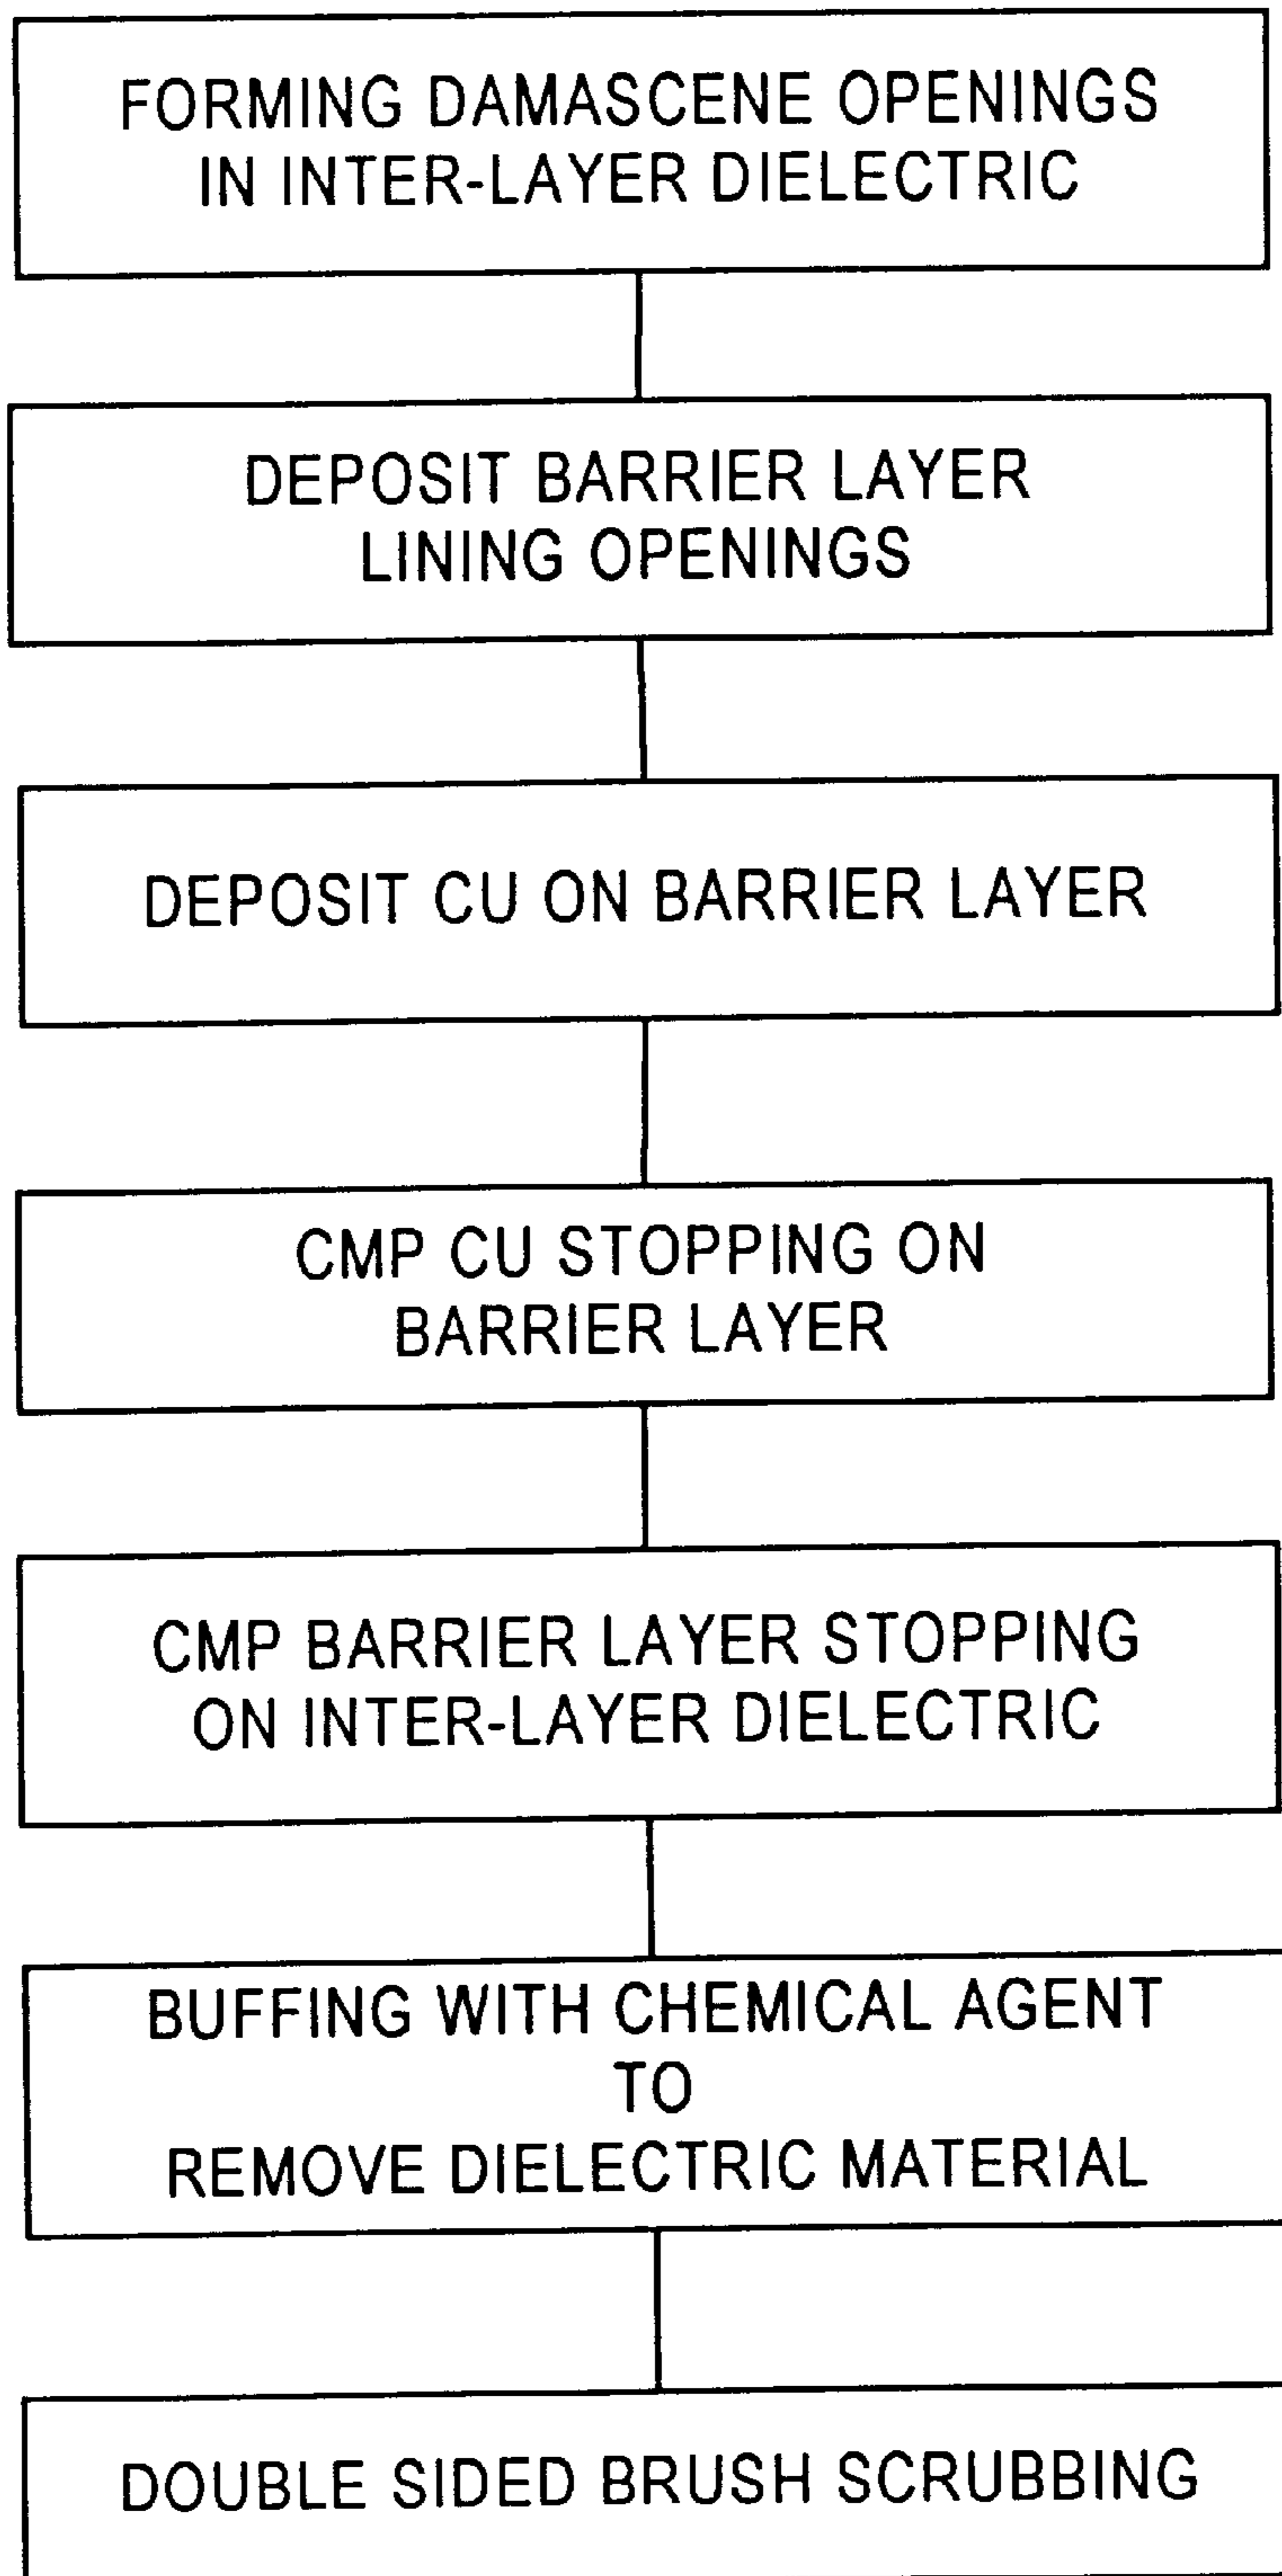 FORMING DAMASCENE OPENINGS
IN INTER-LAYER DIELECTRIC
DEPOSIT BARRIER LAYER
LINING OPENINGS
DEPOSIT CU ON BARRIER LAYER
CMP CU STOPPING ON
BARRIER LAYER
CMP BARRIER LAYER STOPPING
ON INTER-LAYER DIELECTRIC
BUFFING WITH CHEMICAL AGENT
TO
REMOVE DIELECTRIC MATERIAL
DOUBLE SIDED BRUSH SCRUBBING